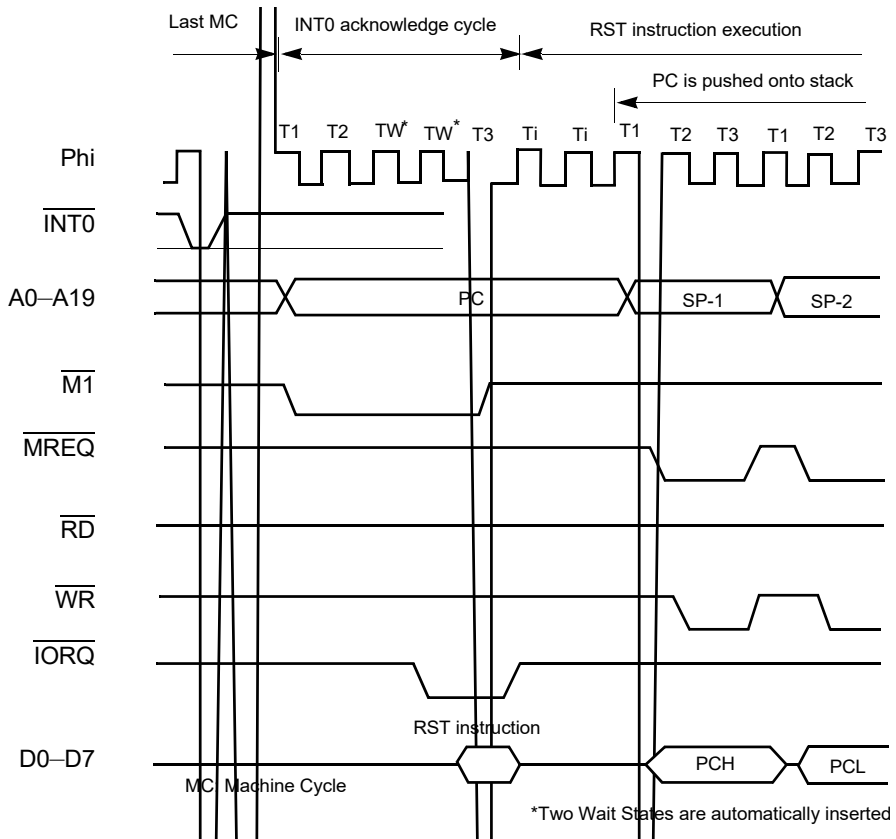 Last MC
INT0 acknowledge cycle
RST instruction execution
PC is pushed onto stack
T1 T2 TW* TW* T3 Ti Ti T1 T2 T3 T1 T2 T3
Phi
INT0
A0–A19
PC
SP-1
SP-2
M1
MREQ
RD
WR
IORQ
RST instruction
D0–D7
PCH
PCL
MC: Machine Cycle
*Two Wait States are automatically inserted